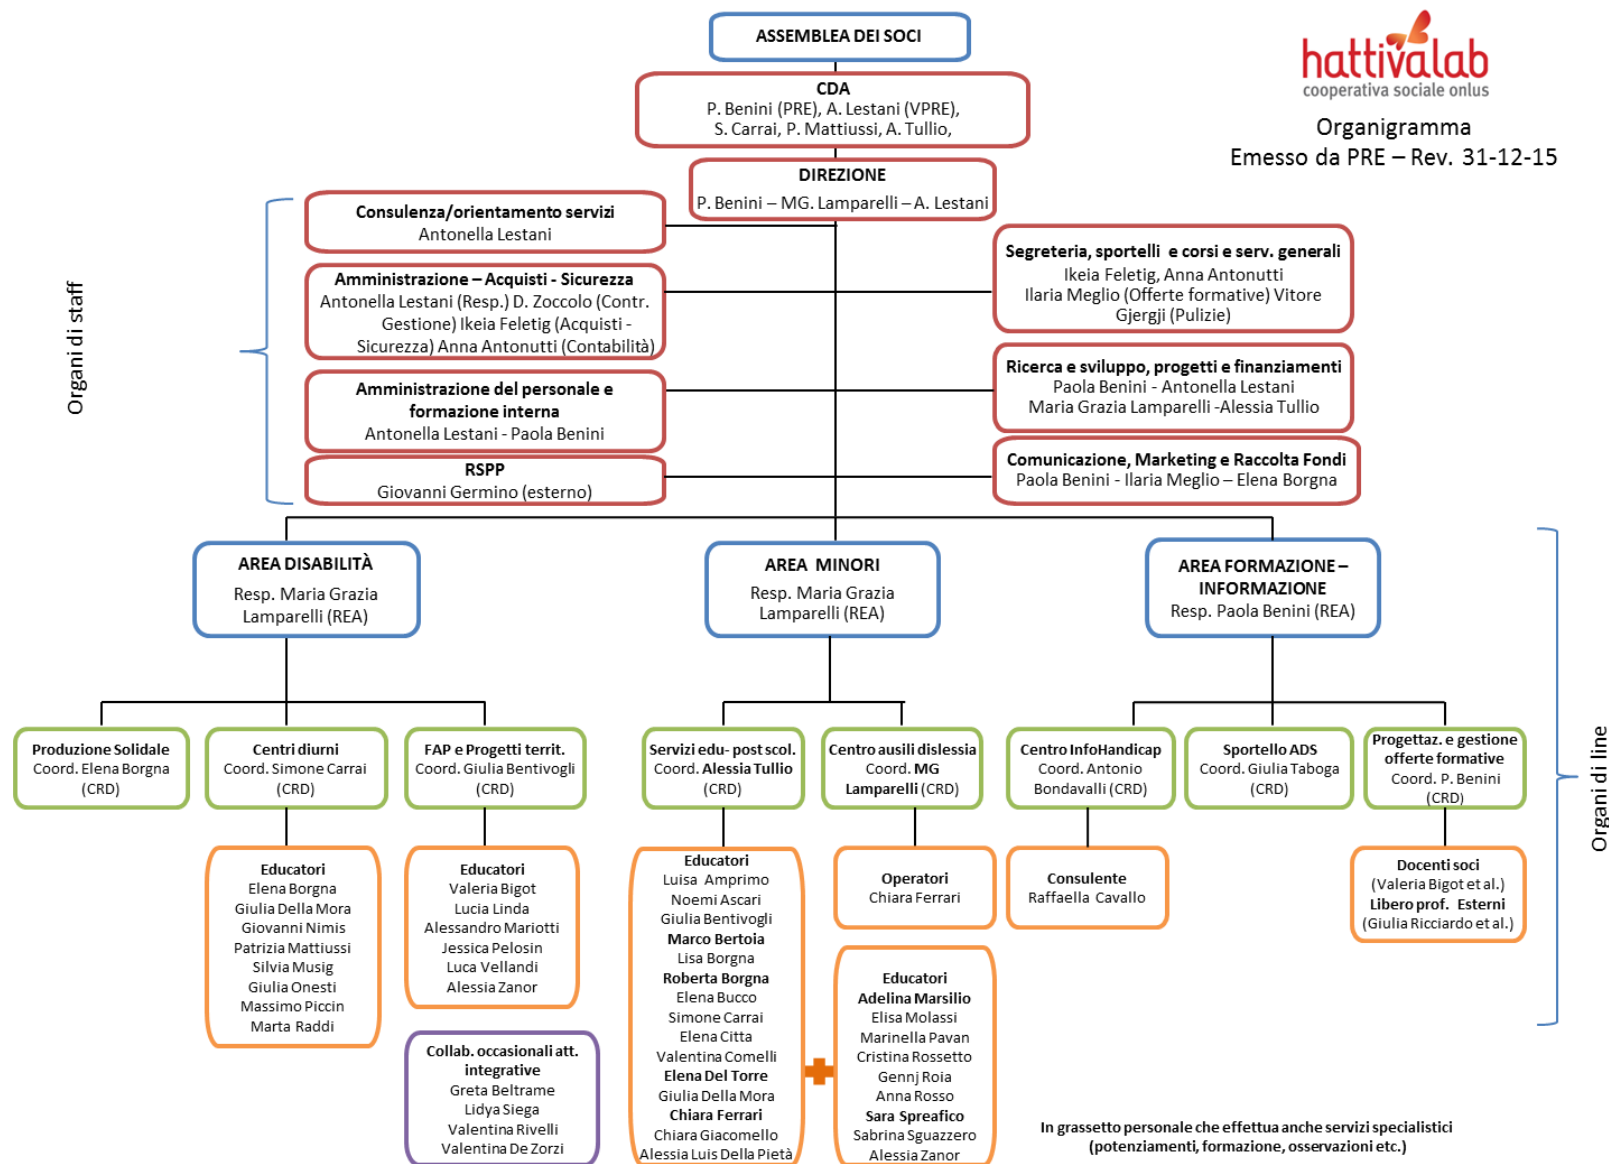 ASSEMBLEA DEI SOCI
hattivalab
cooperativa sociale onlus
Organigramma
Emesso da PRE – Rev. 31-12-15
CDA
P. Benini (PRE), A. Lestani (VPRE),
S. Carrai, P. Mattiussi, A. Tullio,
DIREZIONE
P. Benini – MG. Lamparelli – A. Lestani
Organi di staff
Consulenza/orientamento servizi
Antonella Lestani
Amministrazione – Acquisti - Sicurezza
Antonella Lestani (Resp.) D. Zoccolo (Contr.
Gestione) Ikeia Feletig (Acquisti -
Sicurezza) Anna Antonutti (Contabilità)
Amministrazione del personale e
formazione interna
Antonella Lestani - Paola Benini
RSPP
Giovanni Germino (esterno)
Segreteria, sportelli e corsi e serv. generali
Ikeia Feletig, Anna Antonutti
Ilaria Meglio (Offerte formative) Vitore
Gjergji (Pulizie)
Ricerca e sviluppo, progetti e finanziamenti
Paola Benini - Antonella Lestani
Maria Grazia Lamparelli -Alessia Tullio
Comunicazione, Marketing e Raccolta Fondi
Paola Benini - Ilaria Meglio – Elena Borgna
Organi di line
AREA DISABILITÀ
Resp. Maria Grazia
Lamparelli (REA)
AREA MINORI
Resp. Maria Grazia
Lamparelli (REA)
AREA FORMAZIONE –
INFORMAZIONE
Resp. Paola Benini (REA)
Produzione Solidale
Coord. Elena Borgna
(CRD)
Centri diurni
Coord. Simone Carrai
(CRD)
FAP e Progetti territ.
Coord. Giulia Bentivogli
(CRD)
Servizi edu- post scol.
Coord. Alessia Tullio
(CRD)
Centro ausili dislessia
Coord. MG
Lamparelli (CRD)
Centro InfoHandicap
Coord. Antonio
Bondavalli (CRD)
Sportello ADS
Coord. Giulia Taboga
(CRD)
Progettaz. e gestione
offerte formative
Coord. P. Benini
(CRD)
Educatori
Elena Borgna
Giulia Della Mora
Giovanni Nimis
Patrizia Mattiussi
Silvia Musig
Giulia Onesti
Massimo Piccin
Marta Raddi
Educatori
Valeria Bigot
Lucia Linda
Alessandro Mariotti
Jessica Pelosin
Luca Vellandi
Alessia Zanor
Collab. occasionali att.
integrative
Greta Beltrame
Lidya Siega
Valentina Rivelli
Valentina De Zorzi
Educatori
Luisa Amprimo
Noemi Ascari
Giulia Bentivogli
Marco Bertoia
Lisa Borgna
Roberta Borgna
Elena Bucco
Simone Carrai
Elena Citta
Valentina Comelli
Elena Del Torre
Giulia Della Mora
Chiara Ferrari
Chiara Giacomello
Alessia Luis Della Pietà
Operatori
Chiara Ferrari
Educatori
Adelina Marsilio
Elisa Molassi
Marinella Pavan
Cristina Rossetto
Gennj Roia
Anna Rosso
Sara Spreafico
Sabrina Sguazzero
Alessia Zanor
Consulente
Raffaella Cavallo
Docenti soci
(Valeria Bigot et al.)
Libero prof. Esterni
(Giulia Ricciardo et al.)
In grassetto personale che effettua anche servizi specialistici
(potenziamenti, formazione, osservazioni etc.)